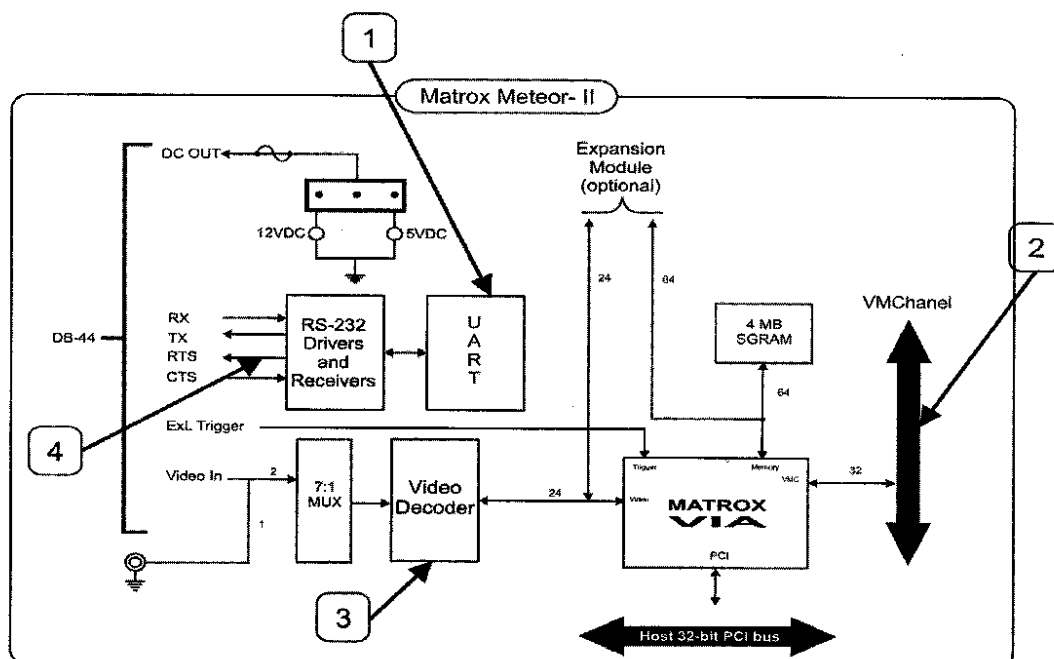 1
Matrox Meteor- II
DC OUT
12VDC
5VDC
Expansion
Module
(optional)
24
64
2
VMChanel
DB-44
RX
TX
RTS
CTS
RS-232
Drivers
and
Receivers
U
A
R
T
4 MB
SGRAM
64
4
ExL Trigger
Video In
2
1
7:1
MUX
Video
Decoder
24
Trigger
Memory
VMC
Video
MATROX
VIA
PCI
32
3
Host 32-bit PCI bus